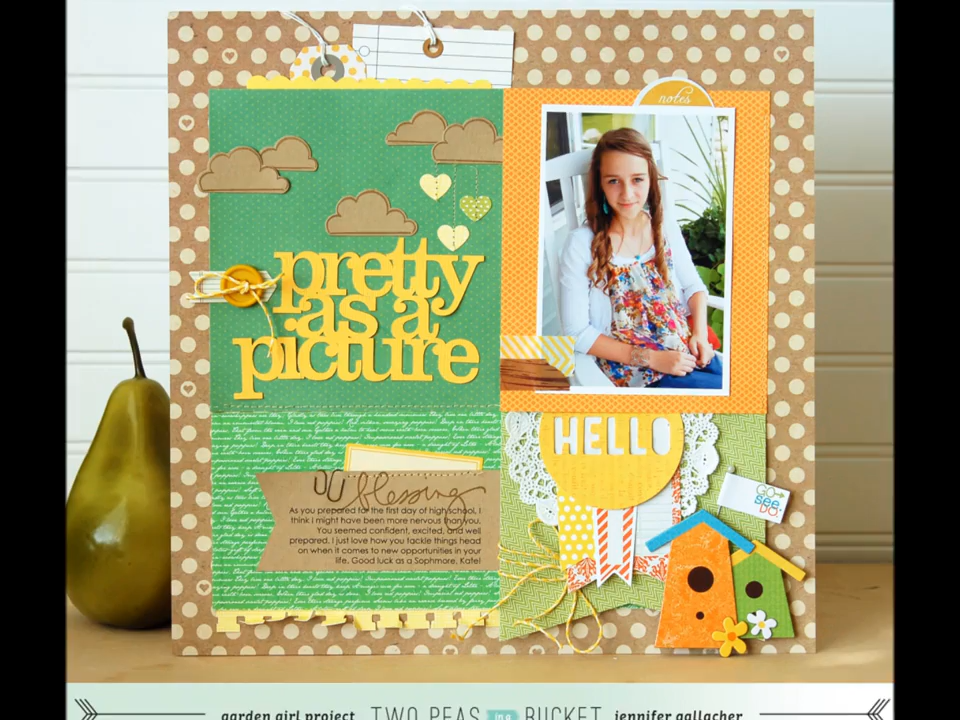 notes
pretty
as a
picture
HELLO
blessing
As you prepared for the first day of high school, I
think I might have been more nervous than you.
You seemed confident, excited, and well
prepared. I just love how you tackle things head
on when it comes to new opportunities in your
life. Good luck as a Sophmore, Kate!
GO
see.
DO.
garden girl project TWO PEAS in a BUCKET jennifer gallacher